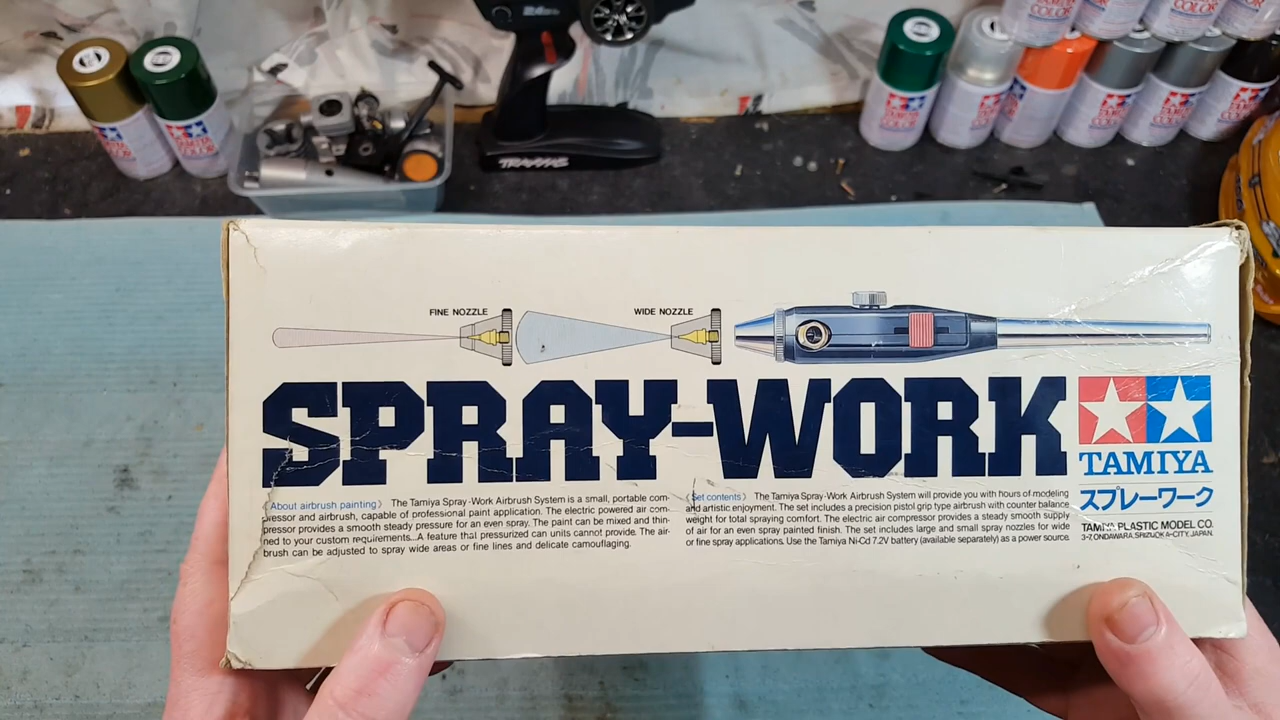 TRAXXAS
FINE NOZZLE
WIDE NOZZLE
SPRAY-WORK
TAMIYA
スプレーワーク
TAMIYA PLASTIC MODEL CO.
3-7, ONDAWARA, SHIZUOKA-CITY, JAPAN.
《About airbrush painting》 The Tamiya Spray-Work Airbrush System is a small, portable com-
pressor and airbrush, capable of professional paint application. The electric powered air com-
pressor provides a smooth steady pressure for an even spray. The paint can be mixed and thin-
ned to your custom requirements...A feature that pressurized can units cannot provide. The air-
brush can be adjusted to spray wide areas or fine lines and delicate camouflaging.
《Set contents》 The Tamiya Spray-Work Airbrush System will provide you with hours of modeling
and artistic enjoyment. The set includes a precision pistol grip type airbrush with counter balance
weight for total spraying comfort. The electric air compressor provides a steady smooth supply
of air for an even spray painted finish. The set includes large and small spray nozzles for wide
or fine spray applications. Use the Tamiya Ni-Cd 7.2V battery (available separately) as a power source.